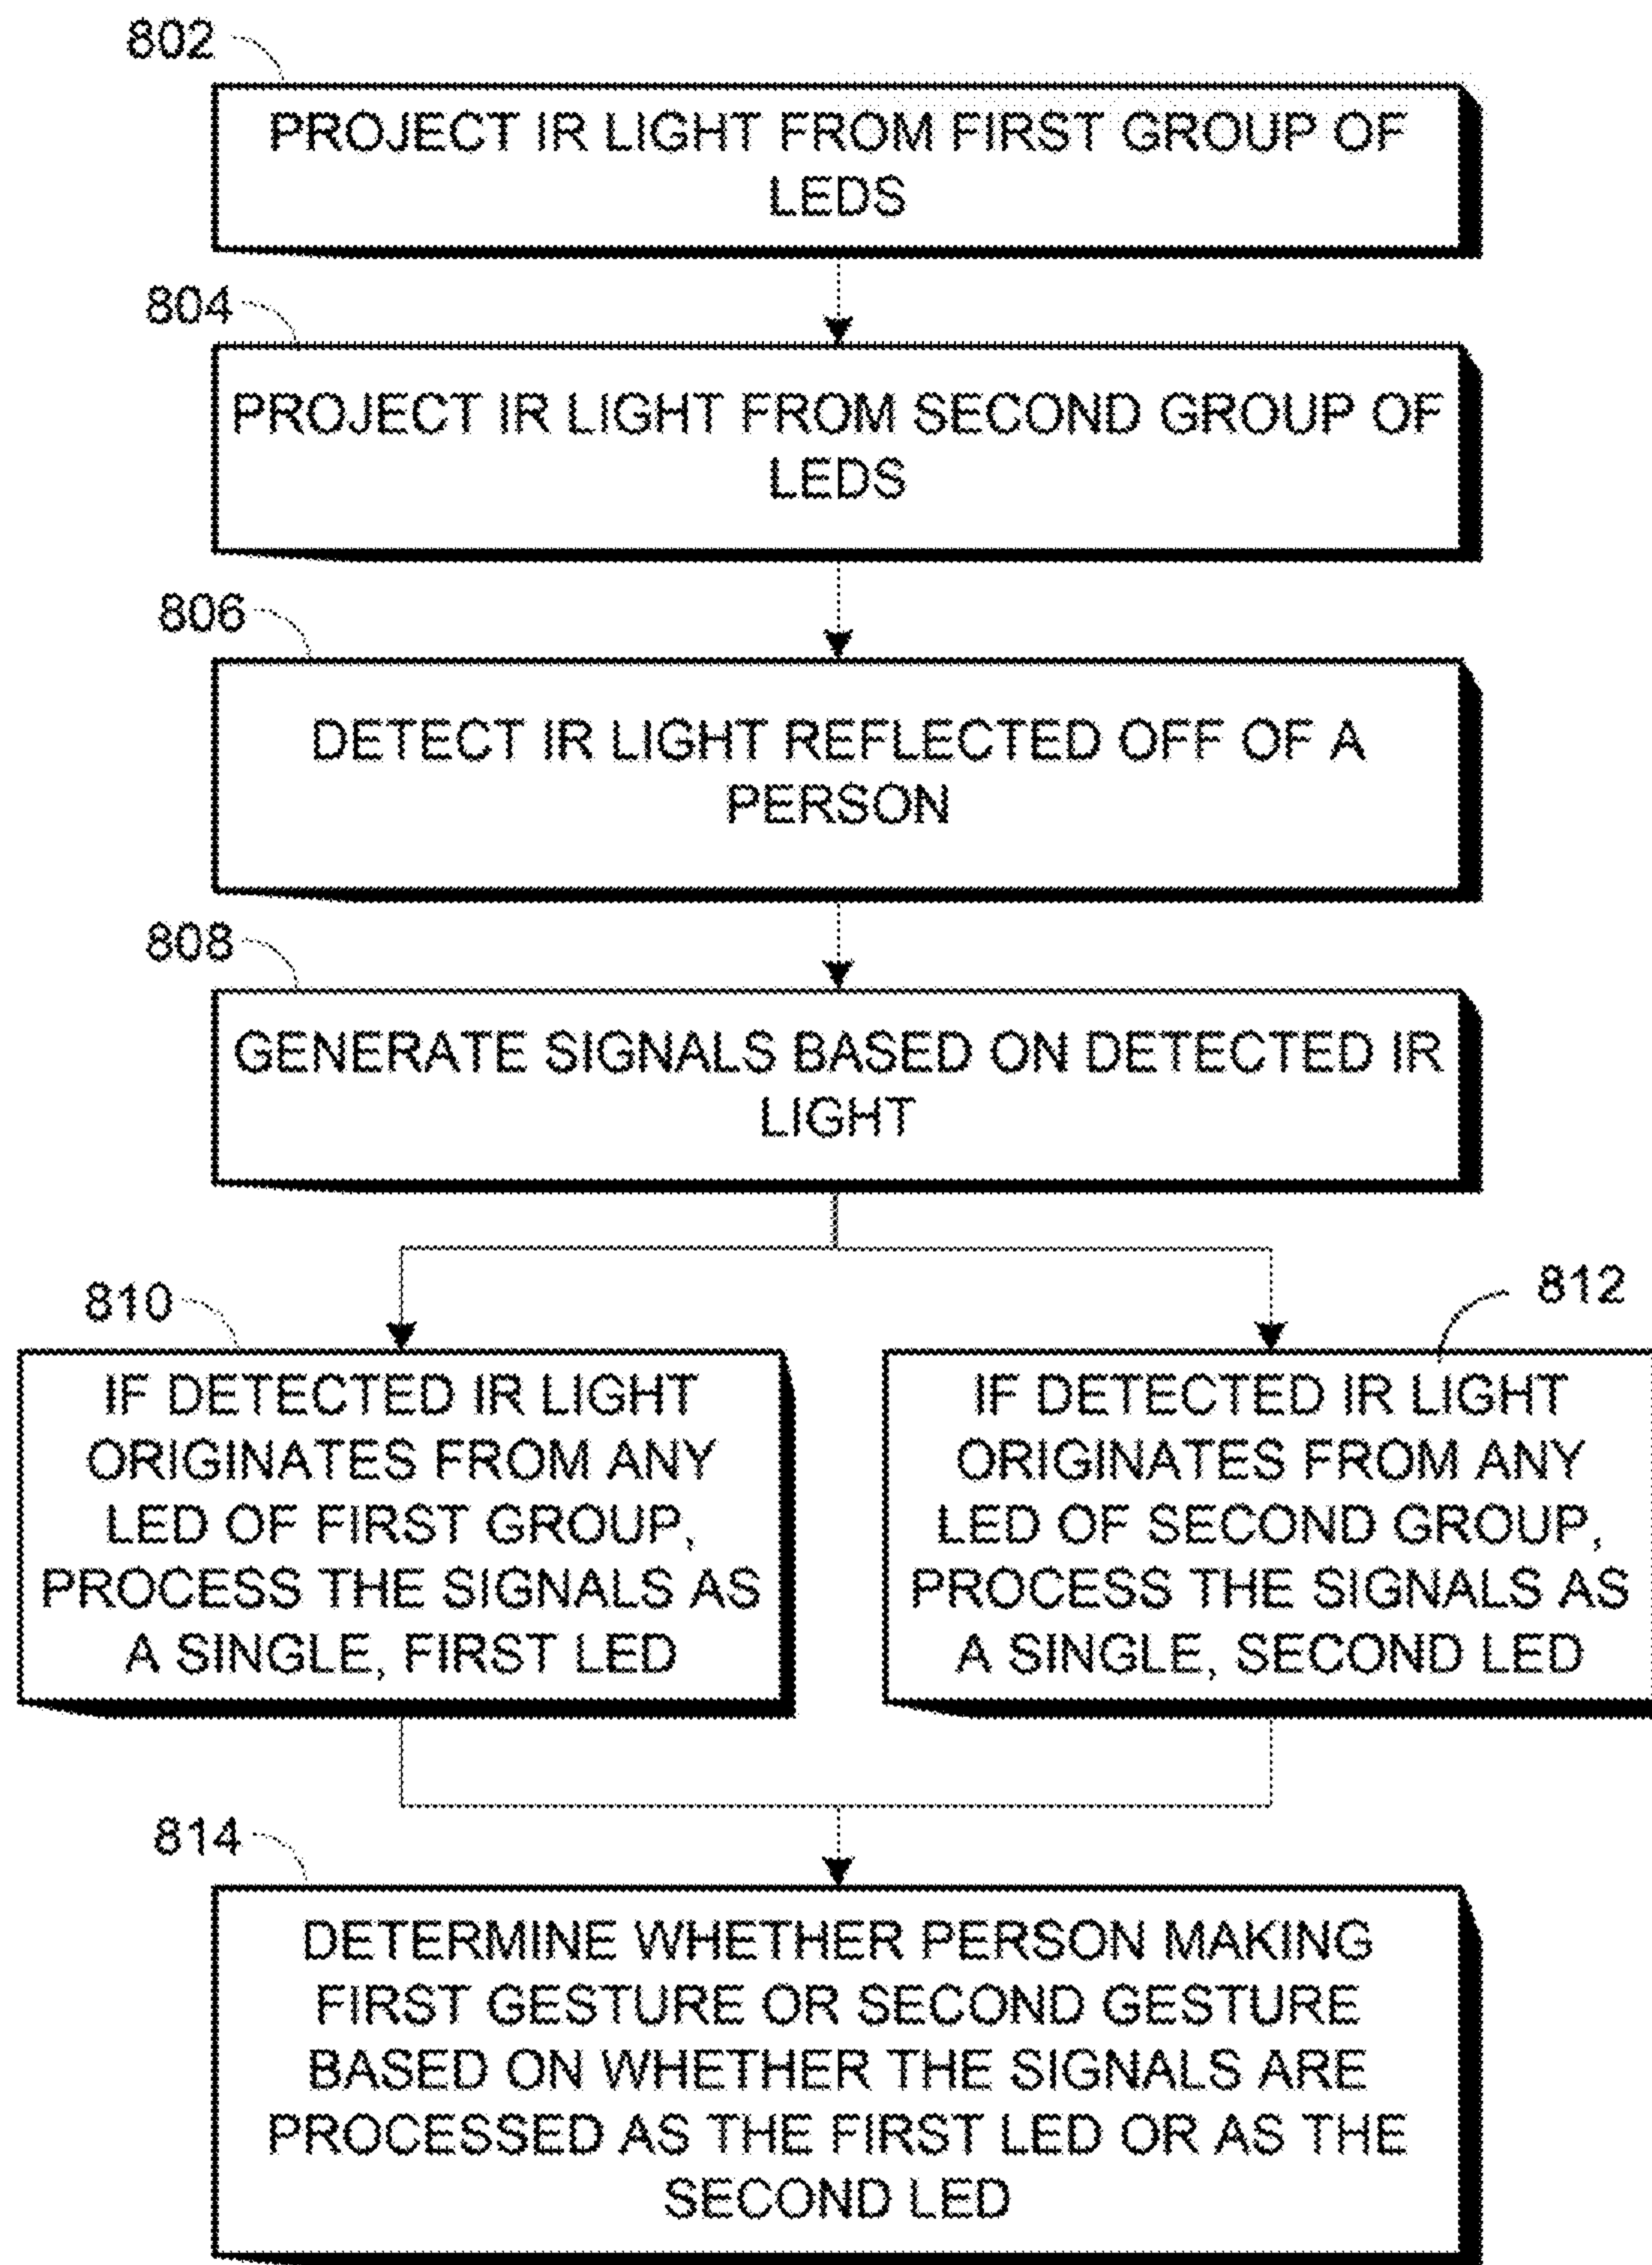 802
PROJECT IR LIGHT FROM FIRST GROUP OF
LEDS
804
PROJECT IR LIGHT FROM SECOND GROUP OF
LEDS
806
DETECT IR LIGHT REFLECTED OFF OF A
PERSON
808
GENERATE SIGNALS BASED ON DETECTED IR
LIGHT
810
IF DETECTED IR LIGHT
ORIGINATES FROM ANY
LED OF FIRST GROUP,
PROCESS THE SIGNALS AS
A SINGLE, FIRST LED
812
IF DETECTED IR LIGHT
ORIGINATES FROM ANY
LED OF SECOND GROUP,
PROCESS THE SIGNALS AS
A SINGLE, SECOND LED
814
DETERMINE WHETHER PERSON MAKING
FIRST GESTURE OR SECOND GESTURE
BASED ON WHETHER THE SIGNALS ARE
PROCESSED AS THE FIRST LED OR AS THE
SECOND LED